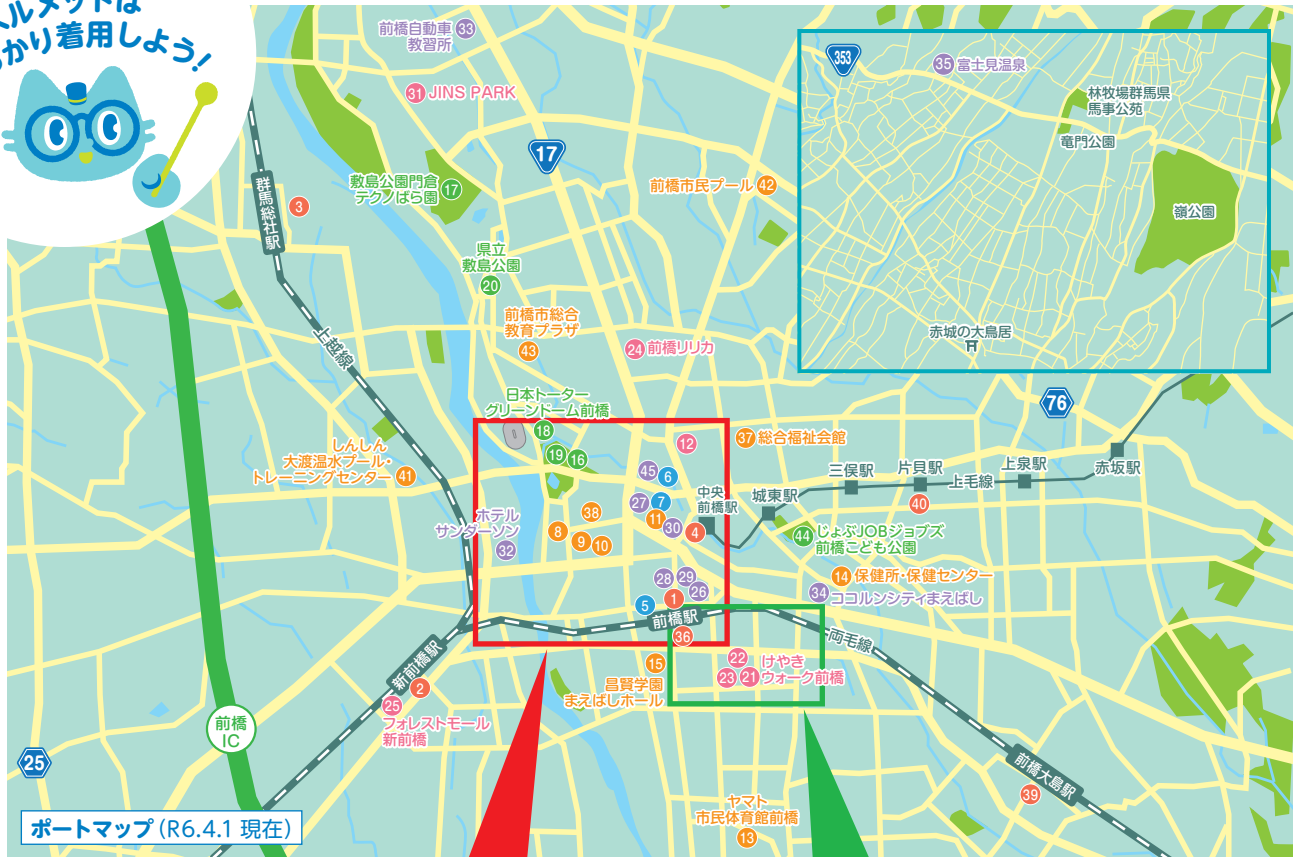 ヘルメットは
かり着用しよう!
前橋自動車
教習所
33
31 JINS PARK
17
敷島公園門倉
テクノばら園
17
群馬総社駅
3
県立
敷島公園
20
前橋市民プール 42
前橋市総合
教育プラザ
43
24 前橋リリカ
上越線
353
35 富士見温泉
林牧場群馬県
馬事公苑
竜門公園
嶺公園
赤城の大鳥居
76
日本トーター
グリーンドーム前橋
18
19 16
12
37 総合福祉会館
しんしん
大渡温水プール・
トレーニングセンター 41
45
6
27 7
11
30
4
中央
前橋駅
城東駅
三俣駅
片貝駅
上毛線
上泉駅
赤坂駅
40
38
8
9
10
ホテル
サンダーソン
32
44 じょぶJOBジョブズ
前橋こども公園
14 保健所・保健センター
34 ココルンシティまえばし
28 29
26
5
1
前橋駅
36
両毛線
新前橋駅
2
25
フォレストモール
新前橋
15
昌賢学園
まえばしホール
22
23 21
けやき
ウォーク前橋
前橋
IC
25
前橋大島駅
39
ヤマト
市民体育館前橋
13
ポートマップ(R6.4.1 現在)